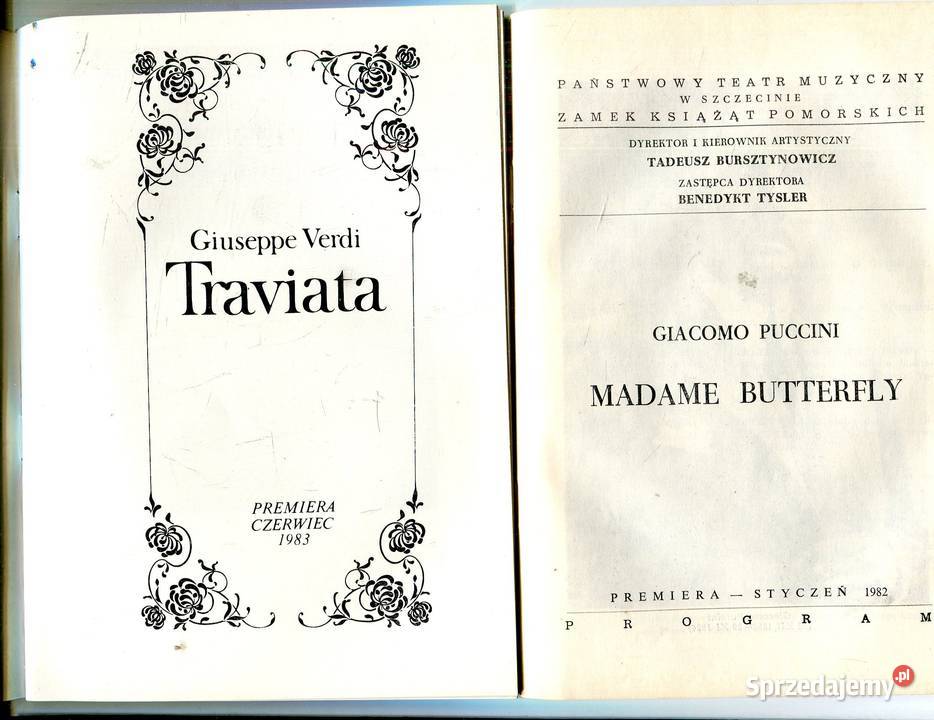 Giuseppe Verdi
Traviata
PREMIERA
CZERWIEC
1983
PAŃSTWOWY TEATR MUZYCZNY
W SZCZECINIE
ZAMEK KSIĄŻĄT POMORSKICH
DYREKTOR I KIEROWNIK ARTYSTYCZNY
TADEUSZ BURSZTYNOWICZ
ZASTĘPCA DYREKTORA
BENEDYKT TYSLER
GIACOMO PUCCINI
MADAME BUTTERFLY
PREMIERA — STYCZEŃ 1982
PROGRAM
Sprzedajemy.pl